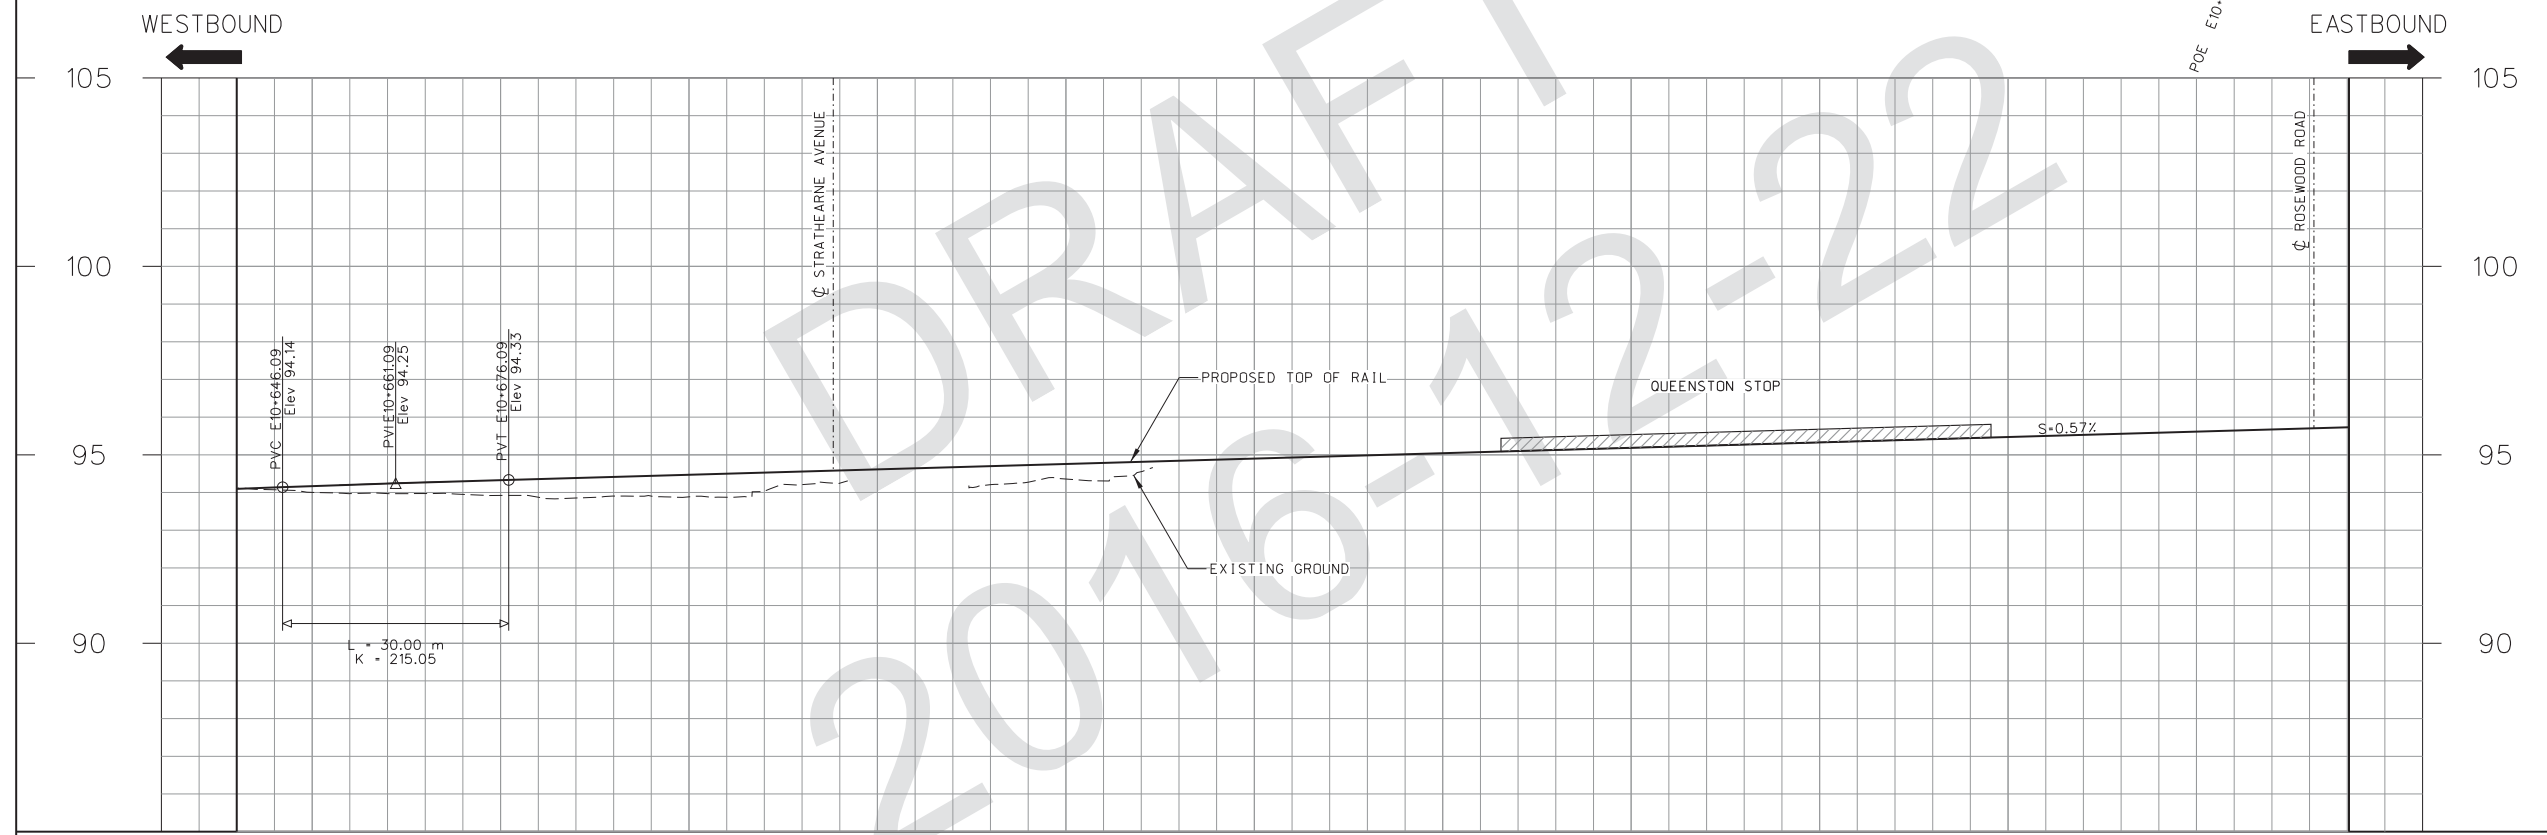 WESTBOUND
EASTBOUND
POE E10+
105
105
100
100
95
95
90
90
℄ STRATHEARNE AVENUE
℄ ROSEWOOD ROAD
PVC E10+646.09
Elev 94.14
PVI E10+661.09
Elev 94.25
PVT E10+676.09
Elev 94.33
PROPOSED TOP OF RAIL
QUEENSTON STOP
S=0.57%
EXISTING GROUND
L = 30.00 m
K = 215.05
DRAFT
2016-12-22